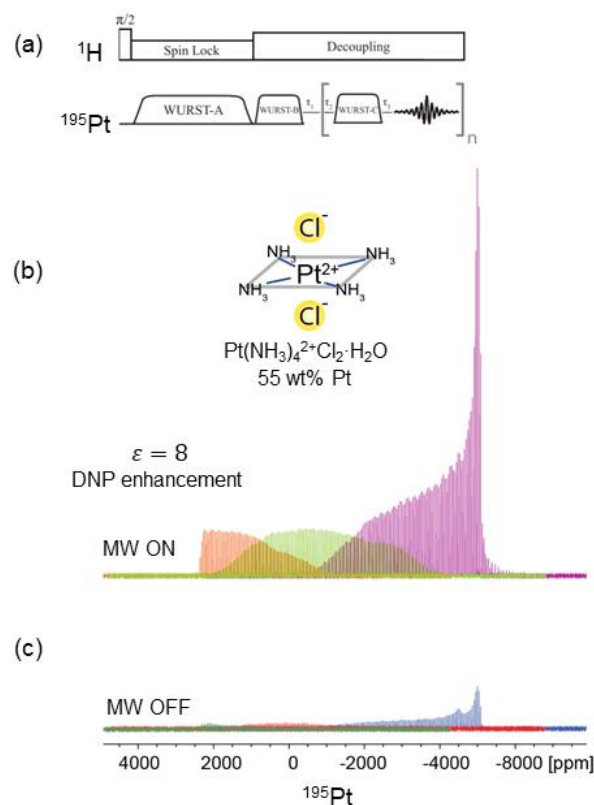 (a)
π/2
¹H
Spin Lock
Decoupling
¹⁹⁵Pt
WURST-A
WURST-B
τ₁
τ₂
WURST-C
τ₃
n
(b)
Cl⁻
NH₃
NH₃
Pt²⁺
NH₃
NH₃
Cl⁻
Pt(NH₃)₄²⁺Cl₂·H₂O
55 wt% Pt
ε = 8
DNP enhancement
MW ON
(c)
MW OFF
4000 2000 0 -2000 -4000 -8000 [ppm]
¹⁹⁵Pt